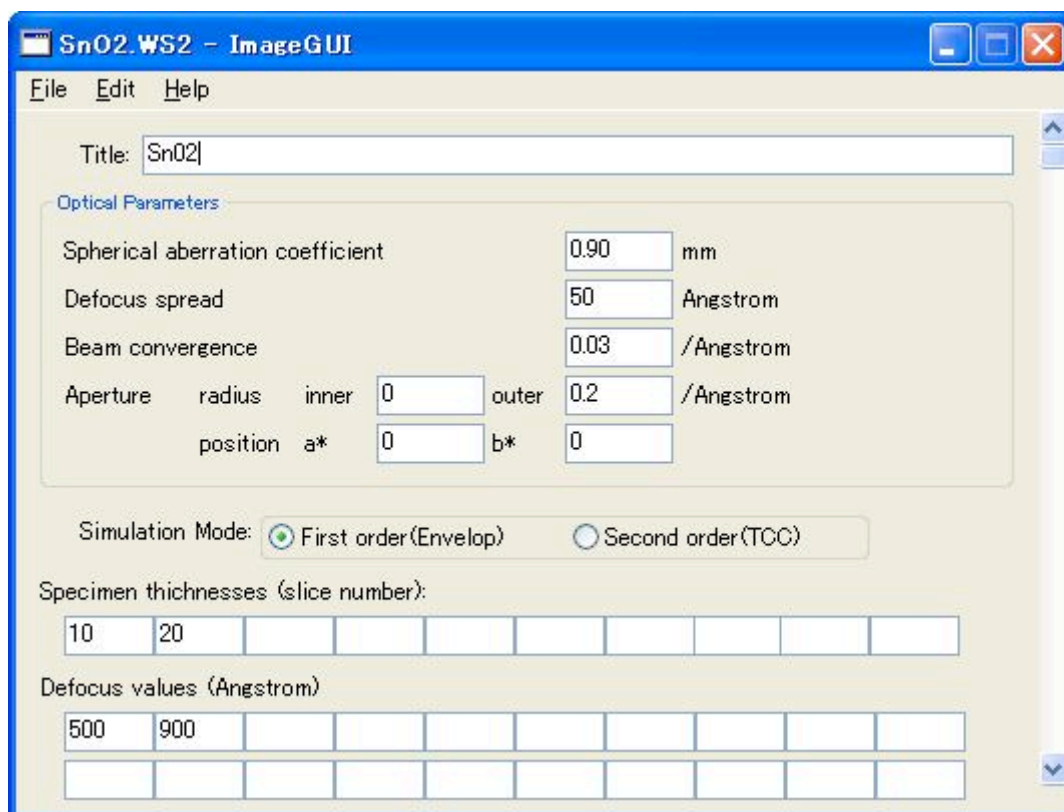 SnO2.WS2 - ImageGUI
File Edit Help
Title: SnO2
Optical Parameters
Spherical aberration coefficient 0.90 mm
Defocus spread 50 Angstrom
Beam convergence 0.03 /Angstrom
Aperture radius inner 0 outer 0.2 /Angstrom
position a* 0 b* 0
Simulation Mode: First order(Envelop) Second order(TCC)
Specimen thichnesses (slice number):
10 20
Defocus values (Angstrom)
500 900